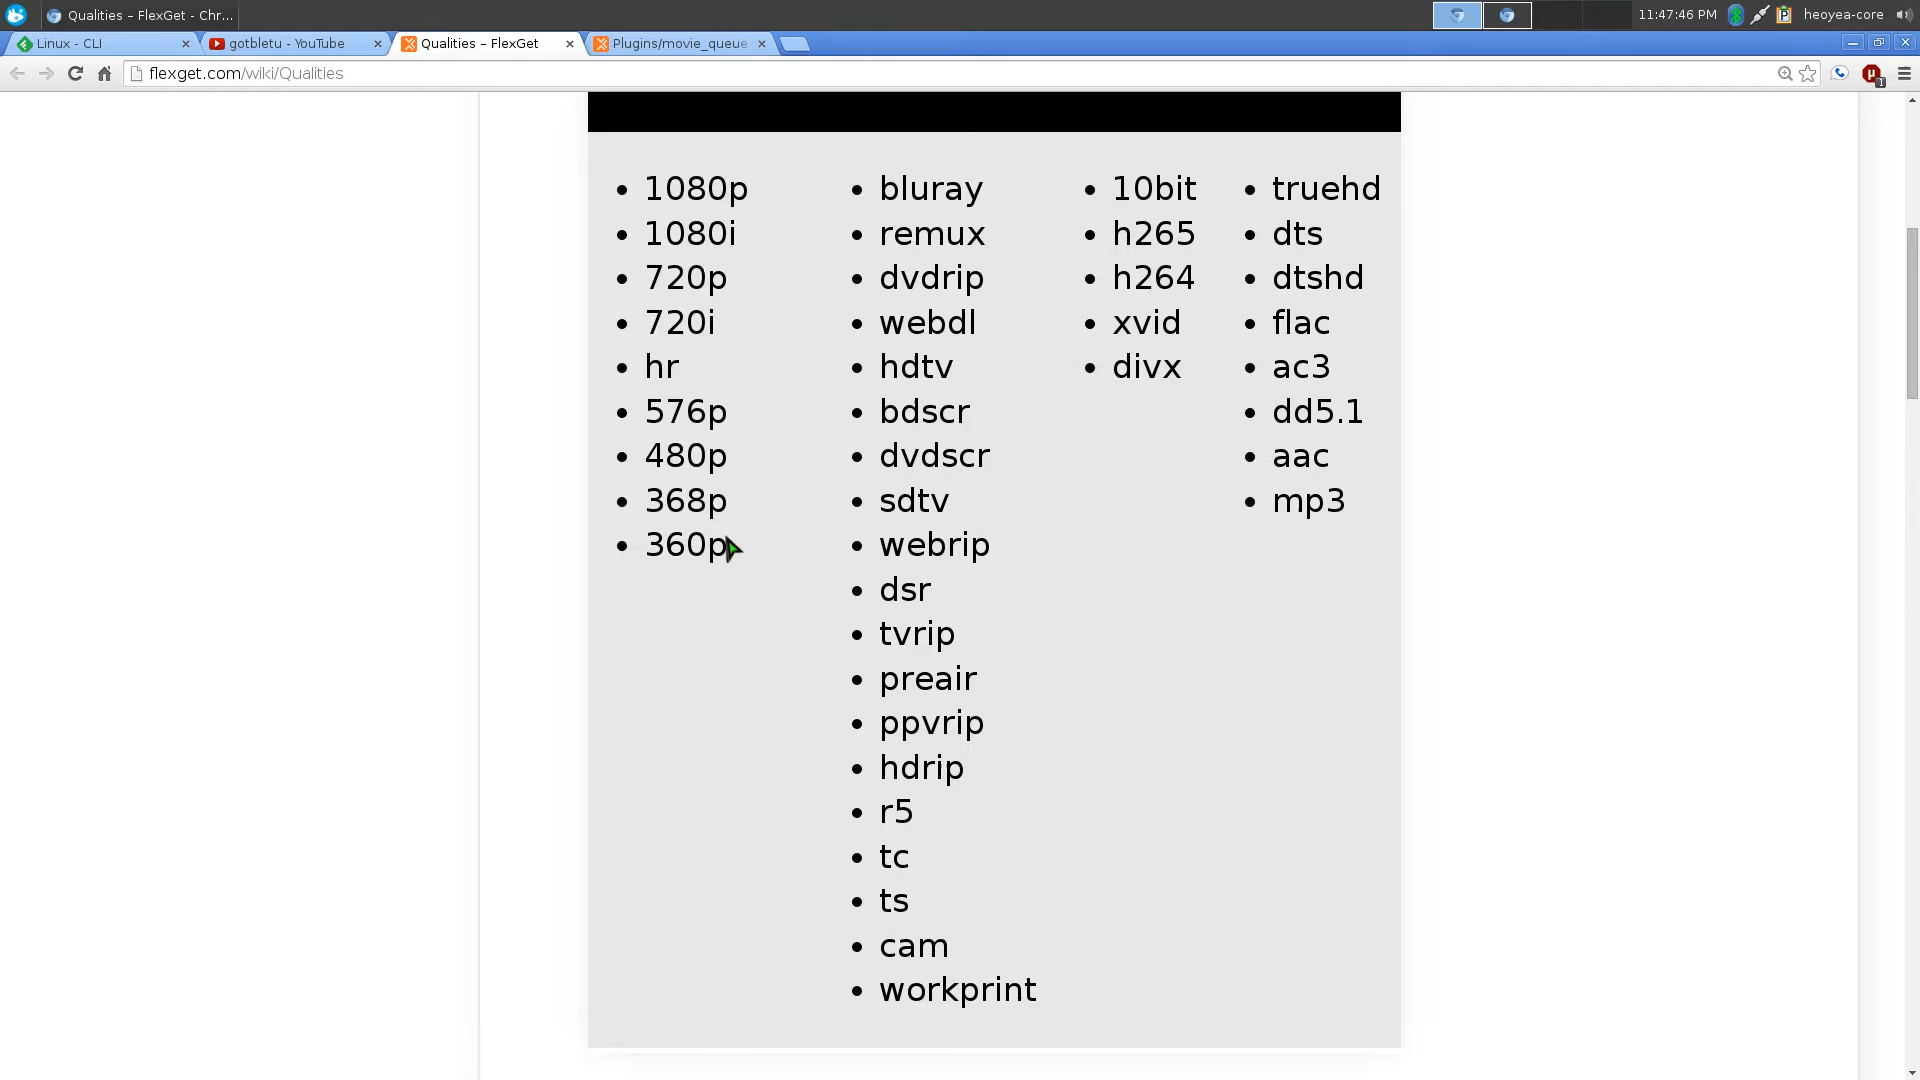 Qualities – FlexGet - Chr...
11:47:46 PM
heoyea-core
Linux - CLI
gotbletu - YouTube
Qualities – FlexGet
Plugins/movie_queue
flexget.com/wiki/Qualities
1080p
1080i
720p
720i
hr
576p
480p
368p
360p
bluray
remux
dvdrip
webdl
hdtv
bdscr
dvdscr
sdtv
webrip
dsr
tvrip
preair
ppvrip
hdrip
r5
tc
ts
cam
workprint
10bit
h265
h264
xvid
divx
truehd
dts
dtshd
flac
ac3
dd5.1
aac
mp3